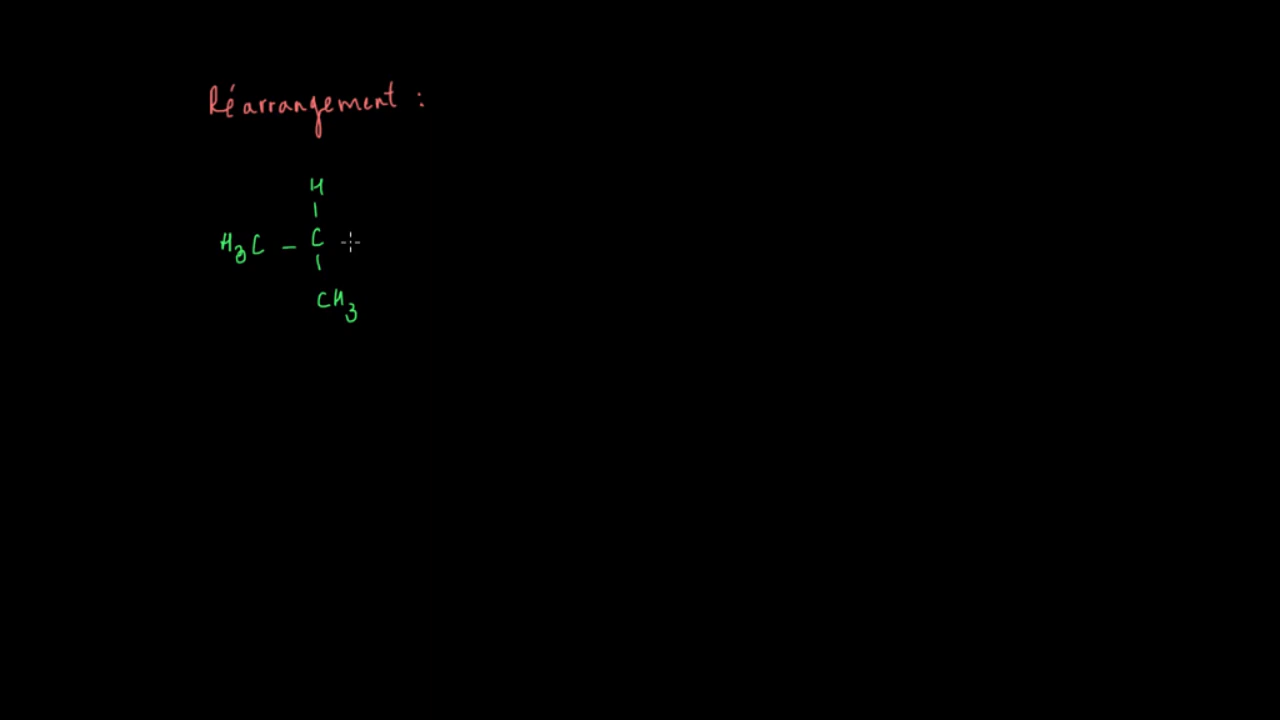 Réarrangement :
H
H₃C – C
CH₃